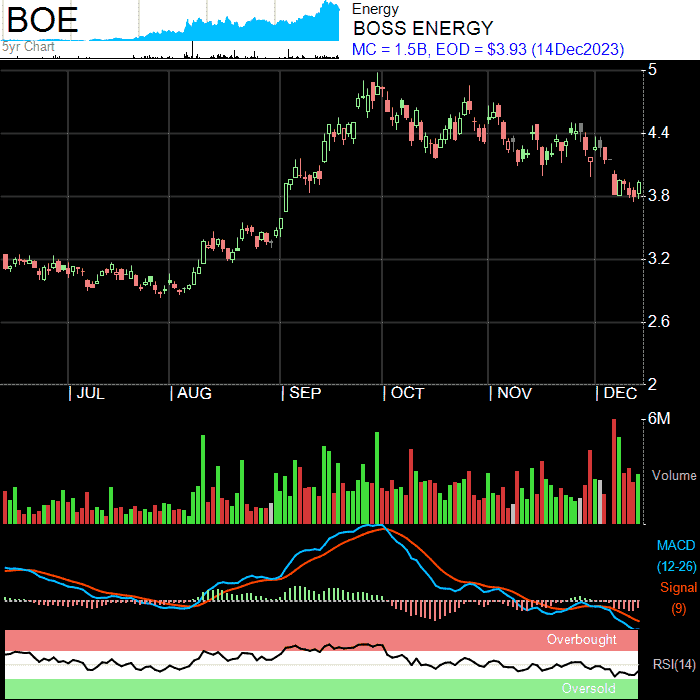 BOE
5yr Chart
Energy
BOSS ENERGY
MC = 1.5B, EOD = $3.93 (14Dec2023)
5
4.4
3.8
3.2
2.6
2
| JUL | AUG | SEP | OCT | NOV | DEC
6M
Volume
MACD
(12-26)
Signal
(9)
Overbought
RSI(14)
Oversold